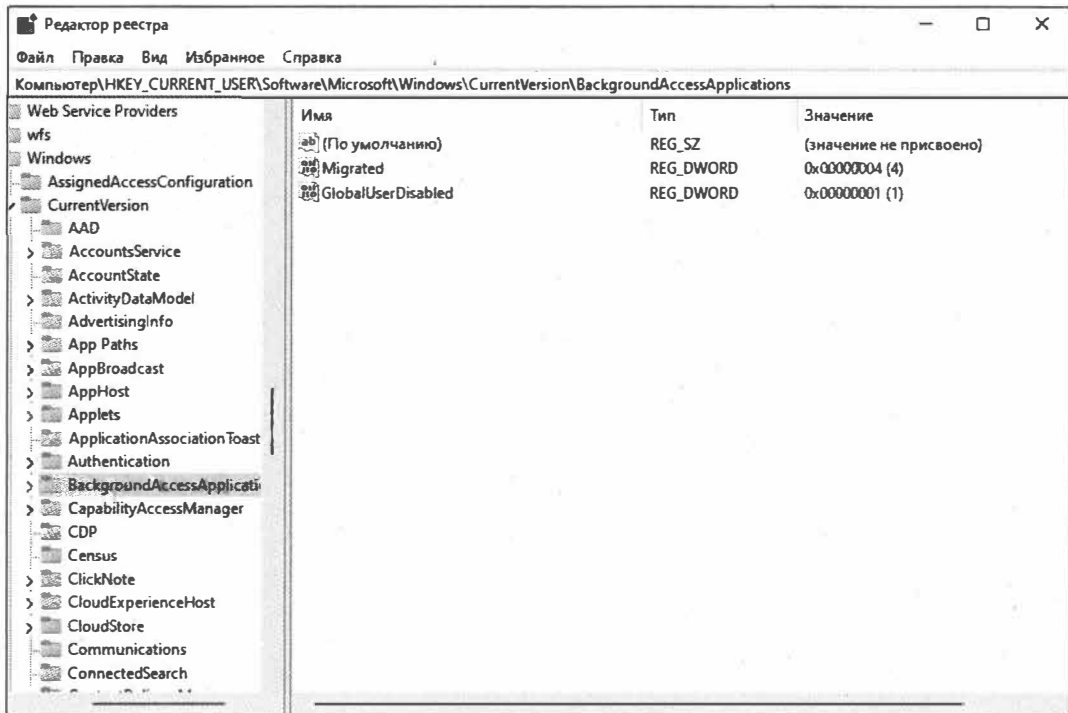 Редактор реестра
Файл Правка Вид Избранное Справка
Компьютер\HKEY_CURRENT_USER\Software\Microsoft\Windows\CurrentVersion\BackgroundAccessApplications
Web Service Providers
wfs
Windows
AssignedAccessConfiguration
CurrentVersion
AAD
AccountsService
AccountState
ActivityDataModel
AdvertisingInfo
App Paths
AppBroadcast
AppHost
Applets
ApplicationAssociationToast
Authentication
BackgroundAccessApplicati
CapabilityAccessManager
CDP
Census
ClickNote
CloudExperienceHost
CloudStore
Communications
ConnectedSearch
Имя Тип Значение
(По умолчанию) REG_SZ (значение не присвоено)
Migrated REG_DWORD 0x00000004 (4)
GlobalUserDisabled REG_DWORD 0x00000001 (1)